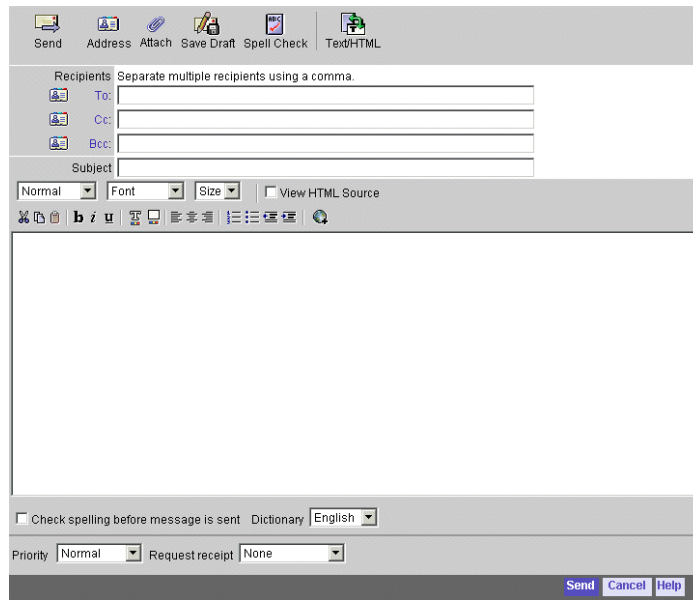 Send Address Attach Save Draft Spell Check Text/HTML
Recipients Separate multiple recipients using a comma.
To:
Cc:
Bcc:
Subject
Normal Font Size View HTML Source
b i u
Check spelling before message is sent Dictionary English
Priority Normal Request receipt None
Send Cancel Help